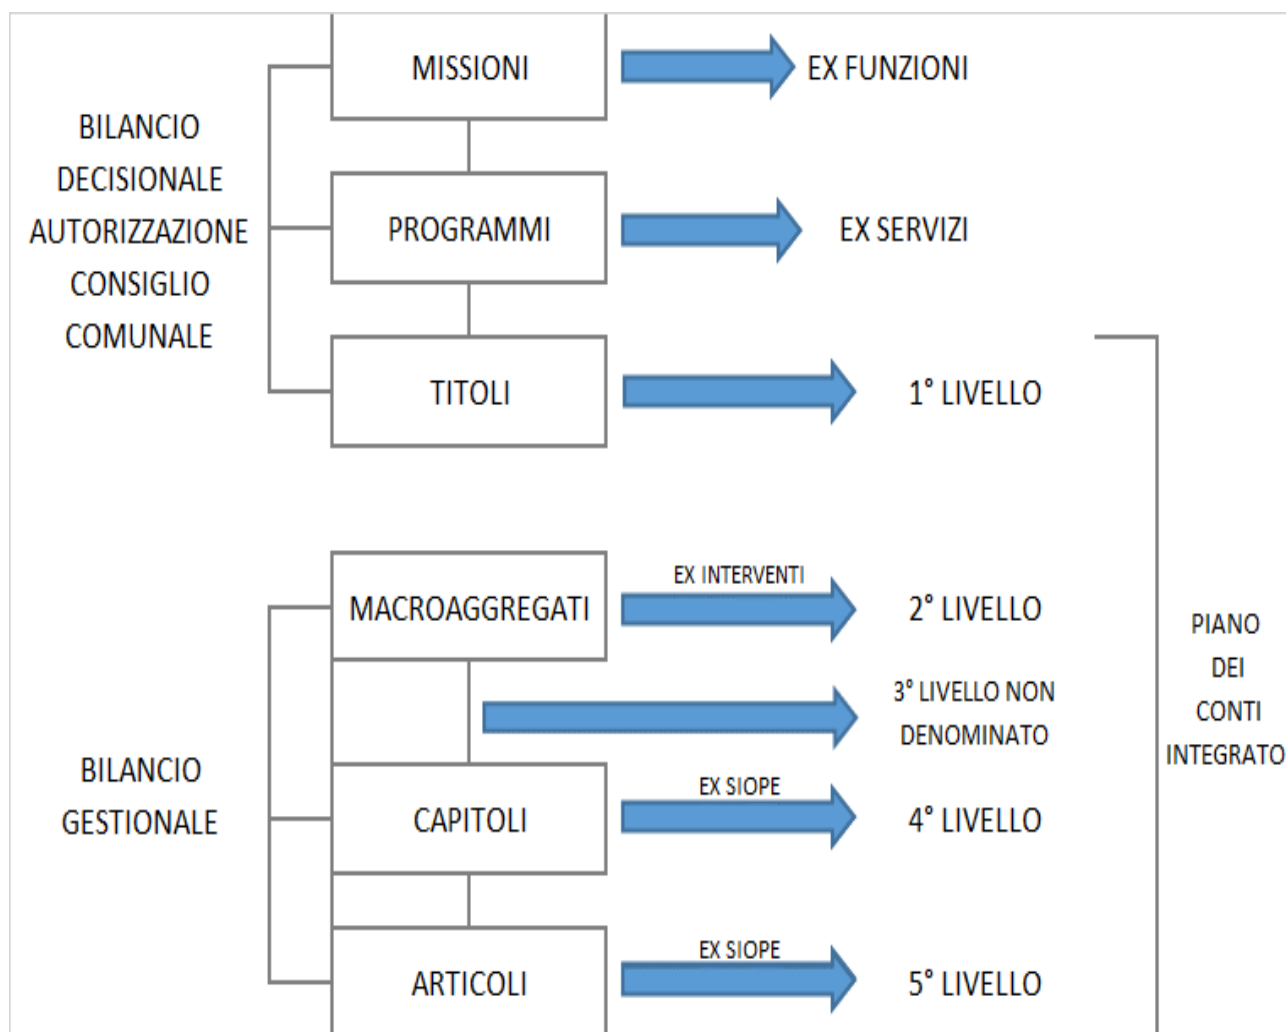 MISSIONI
EX FUNZIONI
BILANCIO
DECISIONALE
AUTORIZZAZIONE
CONSIGLIO
COMUNALE
PROGRAMMI
EX SERVIZI
TITOLI
1° LIVELLO
MACROAGGREGATI
EX INTERVENTI
2° LIVELLO
3° LIVELLO NON
DENOMINATO
BILANCIO
GESTIONALE
CAPITOLI
EX SIOPE
4° LIVELLO
ARTICOLI
EX SIOPE
5° LIVELLO
PIANO
DEI
CONTI
INTEGRATO